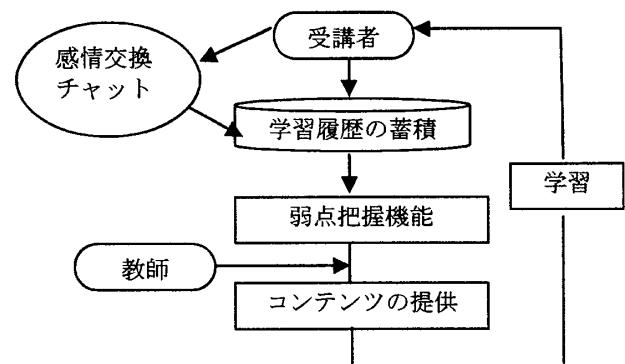 受講者
感情交換
チャット
学習履歴の蓄積
学習
弱点把握機能
教師
コンテンツの提供